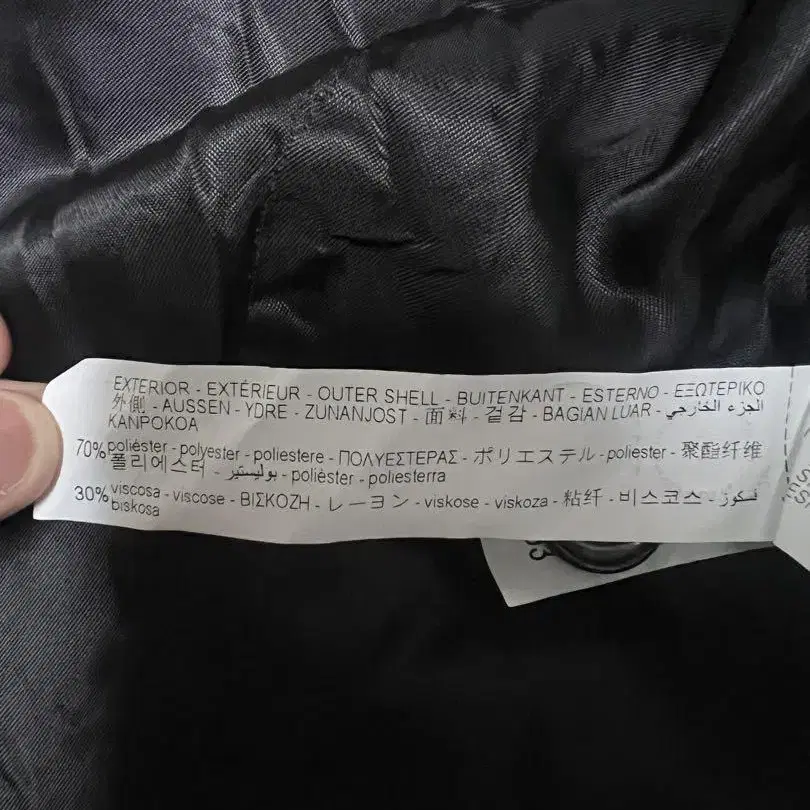 EXTERIOR - EXTÉRIEUR - OUTER SHELL - BUITENKANT - ESTERNO - ΕΞΩΤΕΡΙΚΟ
外側 - AUSSEN - YDRE - ZUNANJOST - 面料 - 겉감 - BAGIAN LUAR - الجزء الخارجي -
KANPOKOA
70% poliéster - polyester - poliestere - ΠΟΛΥΕΣΤΕΡΑΣ - ポリエステル - poliester - 聚酯纤维
폴리에스터 - بوليستير - polièster - poliesterra
30% viscosa - viscose - ΒΙΣΚΟΖΗ - レーヨン - viskose - viskoza - 粘纤 - 비스코스 - فسكوز -
biskosa